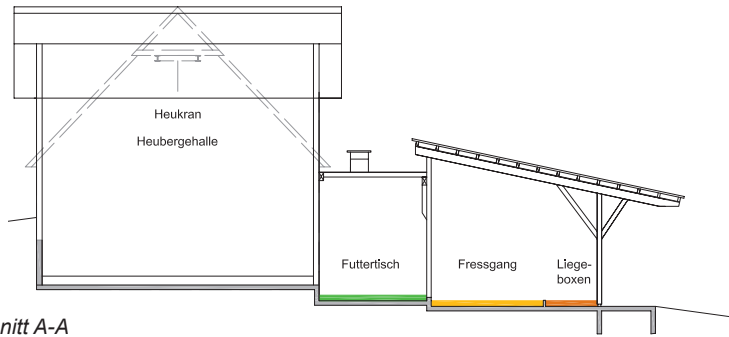 Heukran
Heubergehalle
Futtertisch
Fressgang
Liege-
boxen
nitt A-A